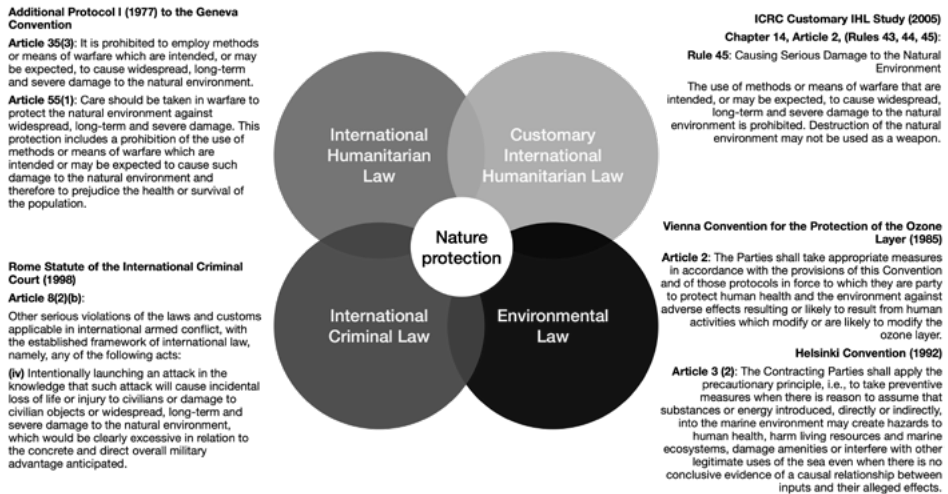 Additional Protocol I (1977) to the Geneva
Convention
Article 35(3): It is prohibited to employ methods
or means of warfare which are intended, or may
be expected, to cause widespread, long-term
and severe damage to the natural environment.
Article 55(1): Care should be taken in warfare to
protect the natural environment against
widespread, long-term and severe damage. This
protection includes a prohibition of the use of
methods or means of warfare which are
intended or may be expected to cause such
damage to the natural environment and
therefore to prejudice the health or survival of
the population.
Rome Statute of the International Criminal
Court (1998)
Article 8(2)(b):
Other serious violations of the laws and customs
applicable in international armed conflict, with
the established framework of international law,
namely, any of the following acts:
(iv) Intentionally launching an attack in the
knowledge that such attack will cause incidental
loss of life or injury to civilians or damage to
civilian objects or widespread, long-term and
severe damage to the natural environment,
which would be clearly excessive in relation to
the concrete and direct overall military
advantage anticipated.
International
Humanitarian
Law
Customary
International
Humanitarian Law
Nature
protection
International
Criminal Law
Environmental
Law
ICRC Customary IHL Study (2005)
Chapter 14, Article 2, (Rules 43, 44, 45):
Rule 45: Causing Serious Damage to the Natural
Environment
The use of methods or means of warfare that are
intended, or may be expected, to cause widespread,
long-term and severe damage to the natural
environment is prohibited. Destruction of the natural
environment may not be used as a weapon.
Vienna Convention for the Protection of the Ozone
Layer (1985)
Article 2: The Parties shall take appropriate measures
in accordance with the provisions of this Convention
and of those protocols in force to which they are party
to protect human health and the environment against
adverse effects resulting or likely to result from human
activities which modify or are likely to modify the
ozone layer.
Helsinki Convention (1992)
Article 3 (2): The Contracting Parties shall apply the
precautionary principle, i.e., to take preventive
measures when there is reason to assume that
substances or energy introduced, directly or indirectly,
into the marine environment may create hazards to
human health, harm living resources and marine
ecosystems, damage amenities or interfere with other
legitimate uses of the sea even when there is no
conclusive evidence of a causal relationship between
inputs and their alleged effects.